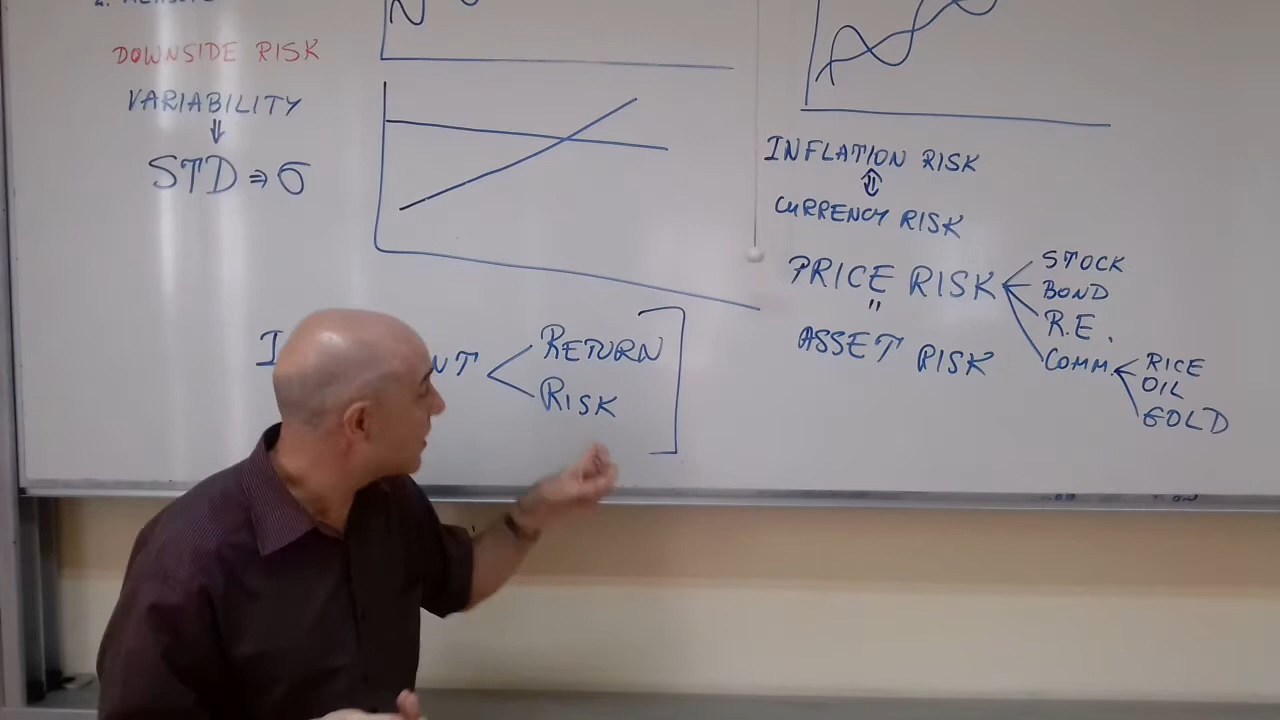 DOWNSIDE RISK
VARIABILITY
⇓
STD ⇒ σ
RETURN
RISK
INFLATION RISK
⇕
CURRENCY RISK
PRICE RISK
"
ASSET RISK
STOCK
BOND
R.E.
COMM.
RICE
OIL
GOLD